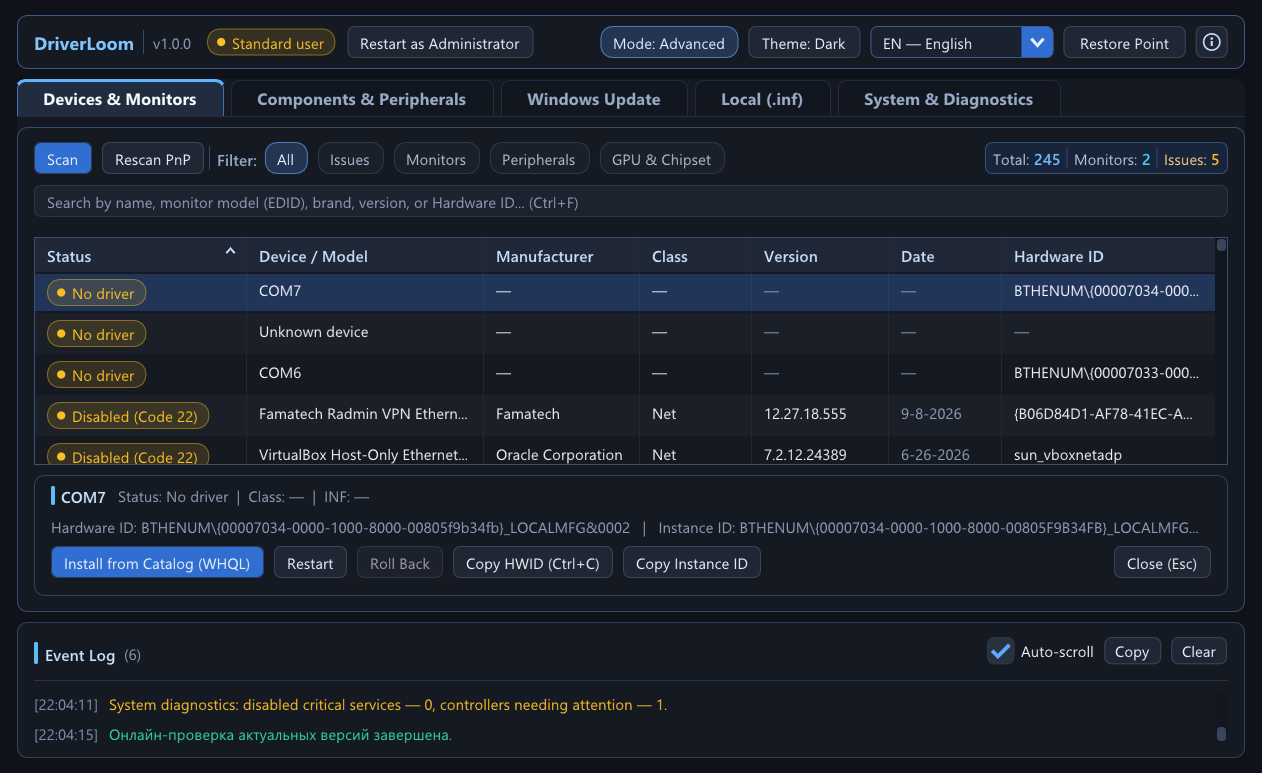 DriverLoom v1.0.0 Standard user Restart as Administrator Mode: Advanced Theme: Dark EN — English Restore Point
Devices & Monitors Components & Peripherals Windows Update Local (.inf) System & Diagnostics
Scan Rescan PnP Filter: All Issues Monitors Peripherals GPU & Chipset Total: 245 Monitors: 2 Issues: 5
Search by name, monitor model (EDID), brand, version, or Hardware ID... (Ctrl+F)
Status Device / Model Manufacturer Class Version Date Hardware ID
No driver COM7 — — — — BTHENUM\{00007034-000...
No driver Unknown device — — — — —
No driver COM6 — — — — BTHENUM\{00007033-000...
Disabled (Code 22) Famatech Radmin VPN Ethern... Famatech Net 12.27.18.555 9-8-2026 {B06D84D1-AF78-41EC-A...
Disabled (Code 22) VirtualBox Host-Only Ethernet... Oracle Corporation Net 7.2.12.24389 6-26-2026 sun_vboxnetadp
COM7 Status: No driver | Class: — | INF: —
Hardware ID: BTHENUM\{00007034-0000-1000-8000-00805f9b34fb}_LOCALMFG&0002 | Instance ID: BTHENUM\{00007034-0000-1000-8000-00805F9B34FB}_LOCALMFG...
Install from Catalog (WHQL) Restart Roll Back Copy HWID (Ctrl+C) Copy Instance ID Close (Esc)
Event Log (6) Auto-scroll Copy Clear
[22:04:11] System diagnostics: disabled critical services — 0, controllers needing attention — 1.
[22:04:15] Онлайн-проверка актуальных версий завершена.